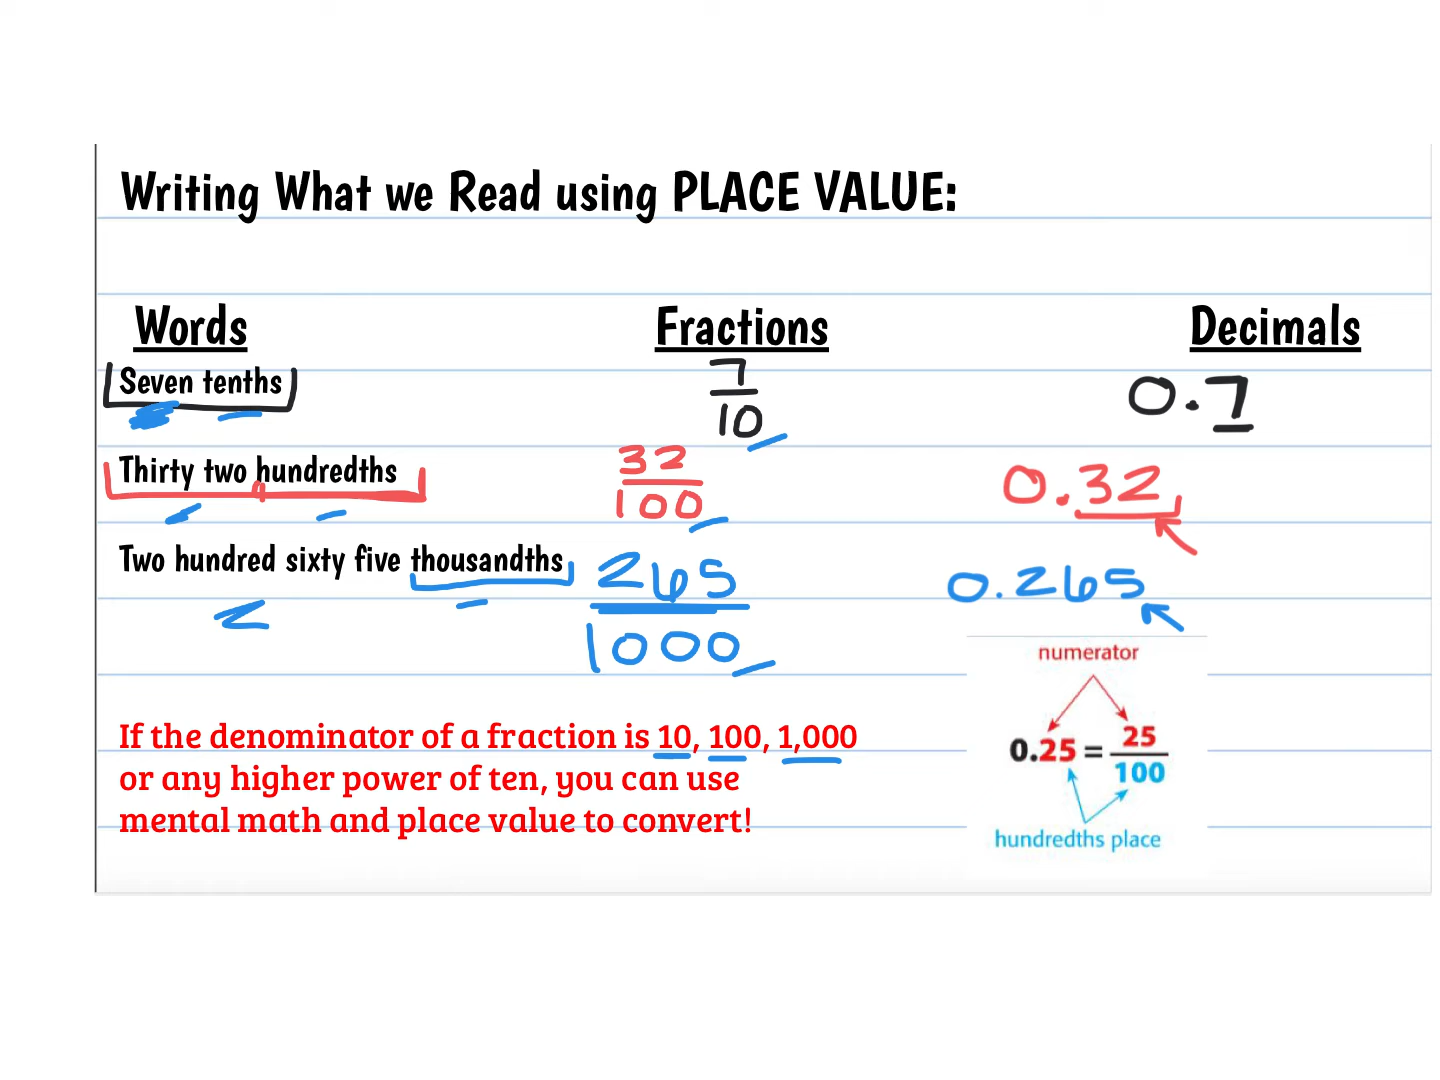 Writing What we Read using PLACE VALUE:
Words Fractions Decimals
Seven tenths 7/10 0.7
Thirty two hundredths 32/100 0.32
Two hundred sixty five thousandths 265/1000 0.265
If the denominator of a fraction is 10, 100, 1,000
or any higher power of ten, you can use
mental math and place value to convert!
numerator
0.25 = 25/100
hundredths place